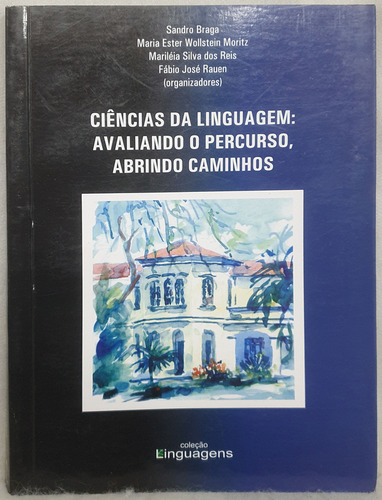 Sandro Braga
Maria Ester Wollstein Moritz
Mariléia Silva dos Reis
Fábio José Rauen
(organizadores)
CIÊNCIAS DA LINGUAGEM:
AVALIANDO O PERCURSO,
ABRINDO CAMINHOS
coleção
Linguagens